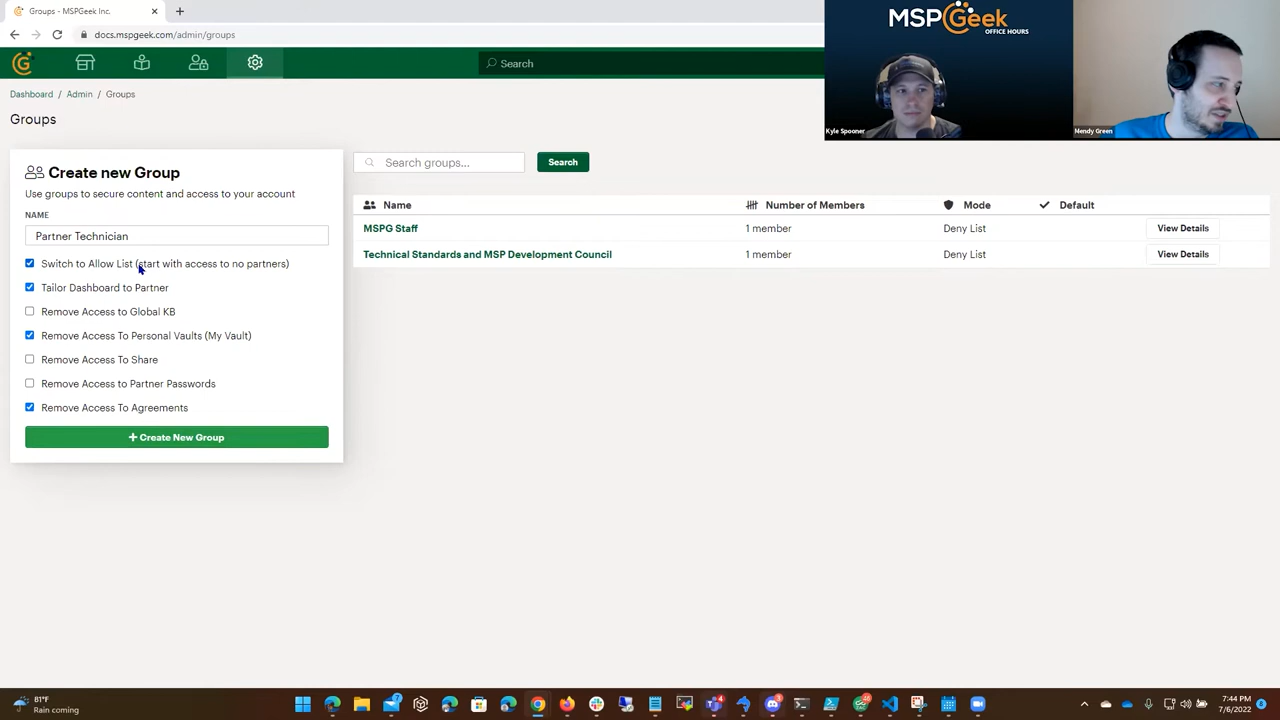 Groups - MSPGeek Inc.
docs.mspgeek.com/admin/groups
Search
Dashboard / Admin / Groups
Groups
Create new Group
Use groups to secure content and access to your account
NAME
Partner Technician
Switch to Allow List (start with access to no partners)
Tailor Dashboard to Partner
Remove Access to Global KB
Remove Access To Personal Vaults (My Vault)
Remove Access To Share
Remove Access to Partner Passwords
Remove Access To Agreements
+ Create New Group
Search groups... Search
Name Number of Members Mode Default
MSPG Staff 1 member Deny List View Details
Technical Standards and MSP Development Council 1 member Deny List View Details
MSPGeek
OFFICE HOURS
Kyle Spooner
Mendy Green
81°F
Rain coming
7:44 PM
7/6/2022